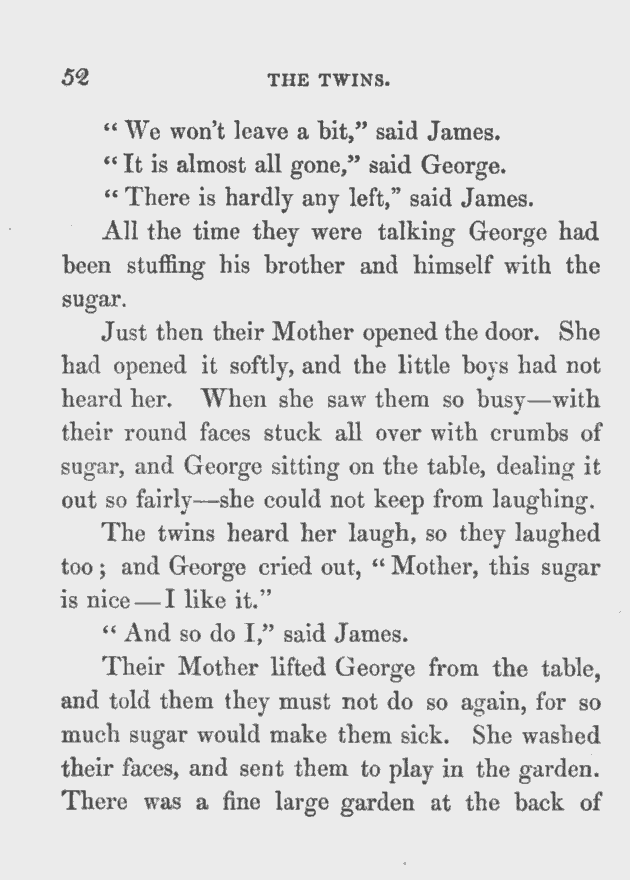 52 THE TWINS.
“ We won't leave a bit,” said James.
“ It is almost all gone,” said George.
“ There is hardly any left,” said James.
All the time they were talking George had
been stuffing his brother and himself with the
sugar.
Just then their Mother opened the door. She
had opened it softly, and the little boys had not
heard her. When she saw them so busy—with
their round faces stuck all over with crumbs of
sugar, and George sitting on the table, dealing it
out so fairly—she could not keep from laughing.
The twins heard her laugh, so they laughed
too ; and George cried out, “ Mother, this sugar
is nice — I like it.”
“ And so do I,” said James.
Their Mother lifted George from the table,
and told them they must not do so again, for so
much sugar would make them sick. She washed
their faces, and sent them to play in the garden.
There was a fine large garden at the back of